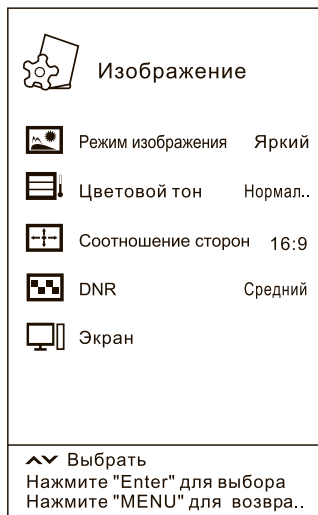 Изображение
Режим изображения Яркий
Цветовой тон Нормал..
Соотношение сторон 16:9
DNR Средний
Экран
Выбрать
Нажмите "Enter" для выбора
Нажмите "MENU" для возвра..